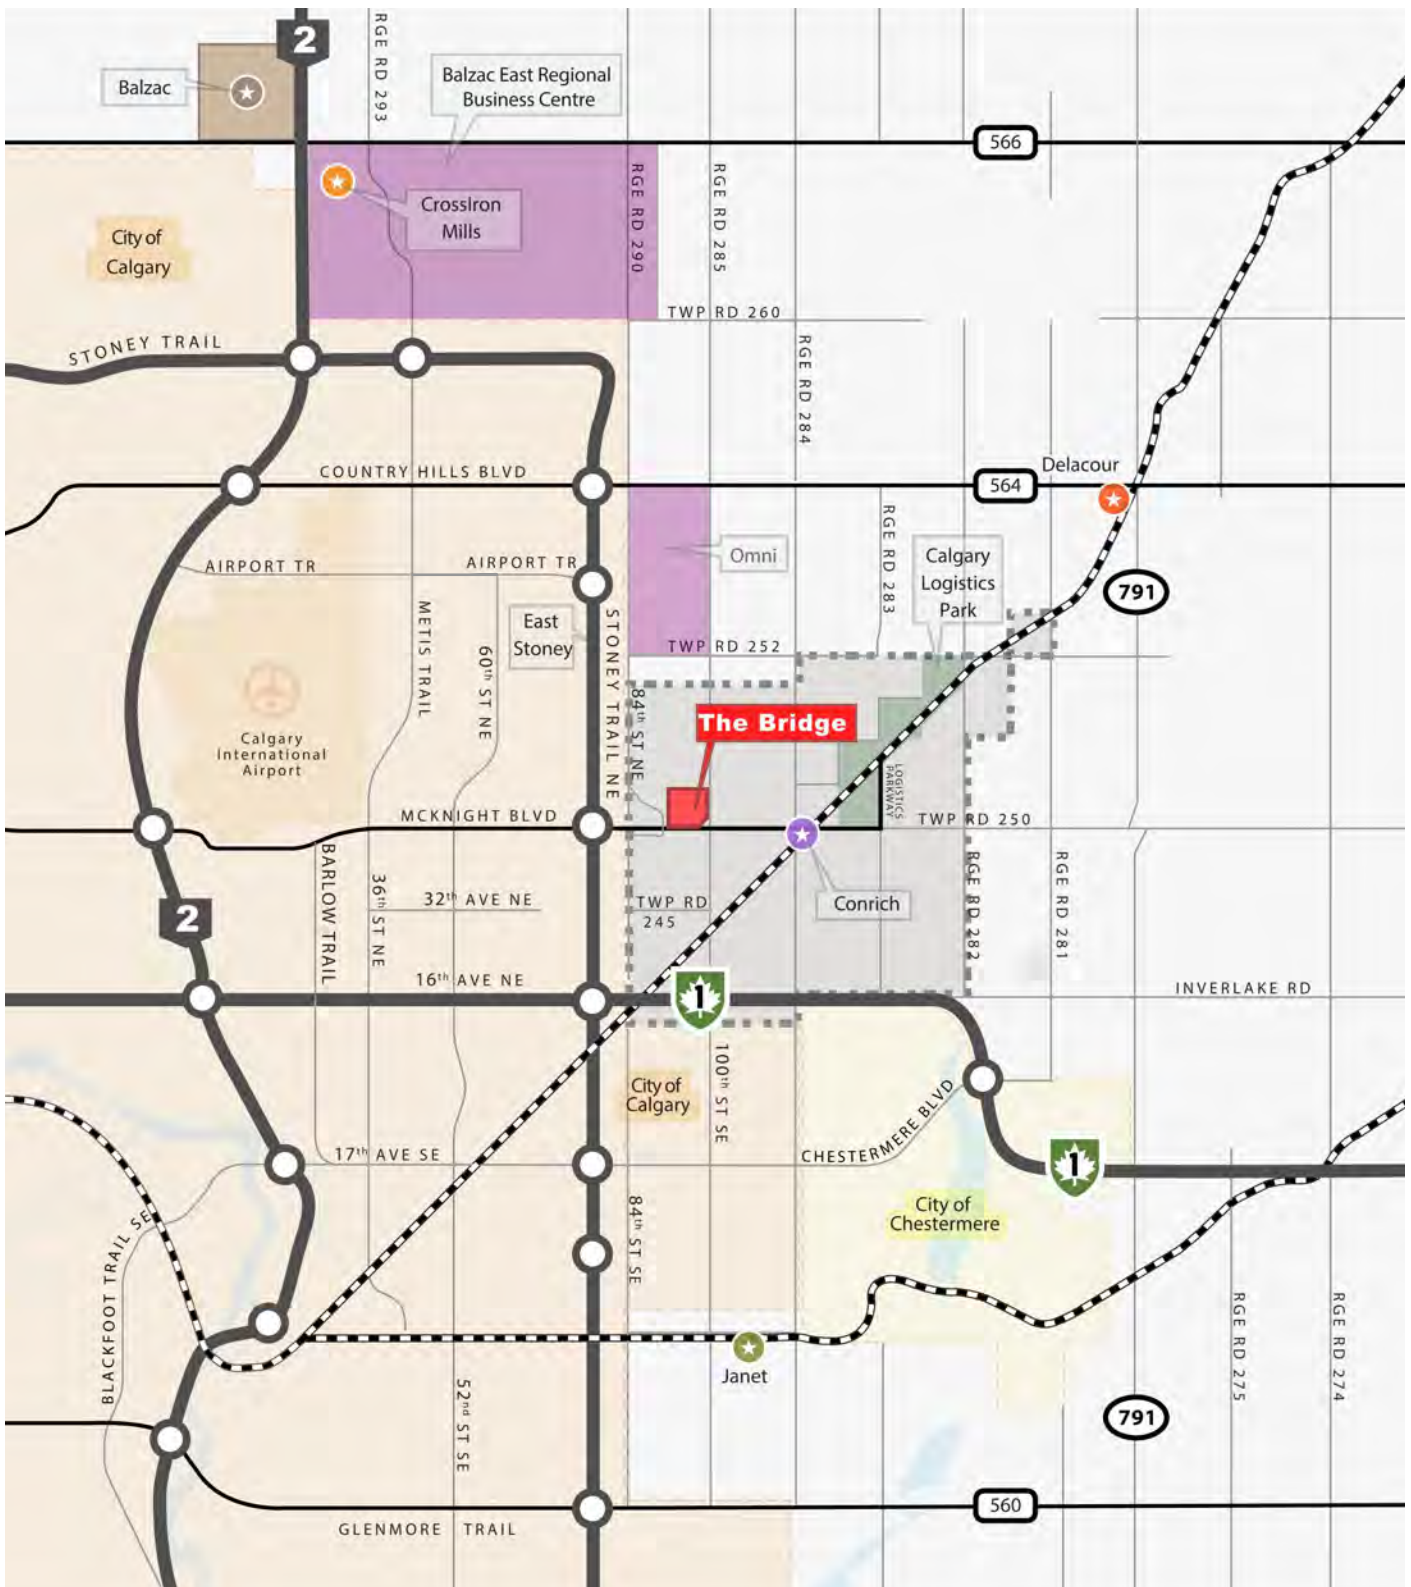 2
RGE RD 293
Balzac
Balzac East Regional
Business Centre
566
CrossIron
Mills
RGE RD 290
RGE RD 285
City of
Calgary
TWP RD 260
STONEY TRAIL
RGE RD 284
COUNTRY HILLS BLVD
564
Delacour
AIRPORT TR
AIRPORT TR
Omni
RGE RD 283
Calgary
Logistics
Park
791
METIS TRAIL
60th ST NE
East
Stoney
STONEY TRAIL NE
TWP RD 252
84th ST NE
The Bridge
Calgary
International
Airport
LOGISTICS
PARKWAY
MCKNIGHT BLVD
TWP RD 250
BARLOW TRAIL
36th ST NE
32th AVE NE
TWP RD
245
Conrich
RGE RD 282
RGE RD 281
2
16th AVE NE
1
INVERLAKE RD
City of
Calgary
100th ST SE
CHESTERMERE BLVD
17th AVE SE
1
84th ST SE
City of
Chestermere
BLACKFOOT TRAIL SE
RGE RD 275
RGE RD 274
Janet
52nd ST SE
791
560
GLENMORE TRAIL